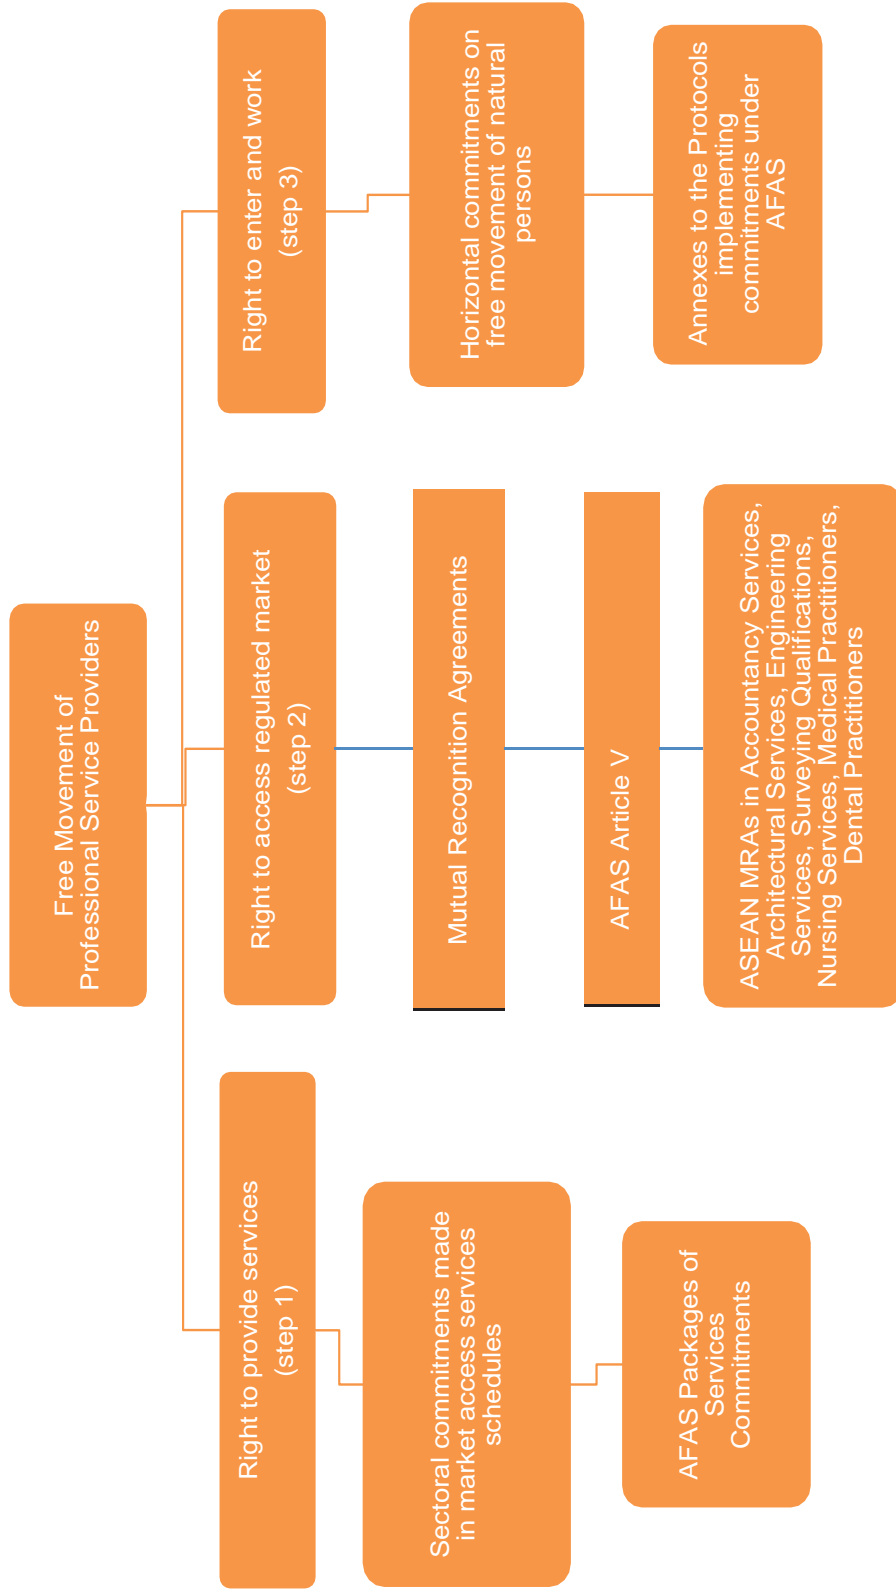 Free Movement of
Professional Service Providers
Right to provide services
(step 1)
Sectoral commitments made
in market access services
schedules
AFAS Packages of
Services
Commitments
Right to access regulated market
(step 2)
Mutual Recognition Agreements
AFAS Article V
ASEAN MRAs in Accountancy Services,
Architectural Services, Engineering
Services, Surveying Qualifications,
Nursing Services, Medical Practitioners,
Dental Practitioners
Right to enter and work
(step 3)
Horizontal commitments on
free movement of natural
persons
Annexes to the Protocols
implementing
commitments under
AFAS